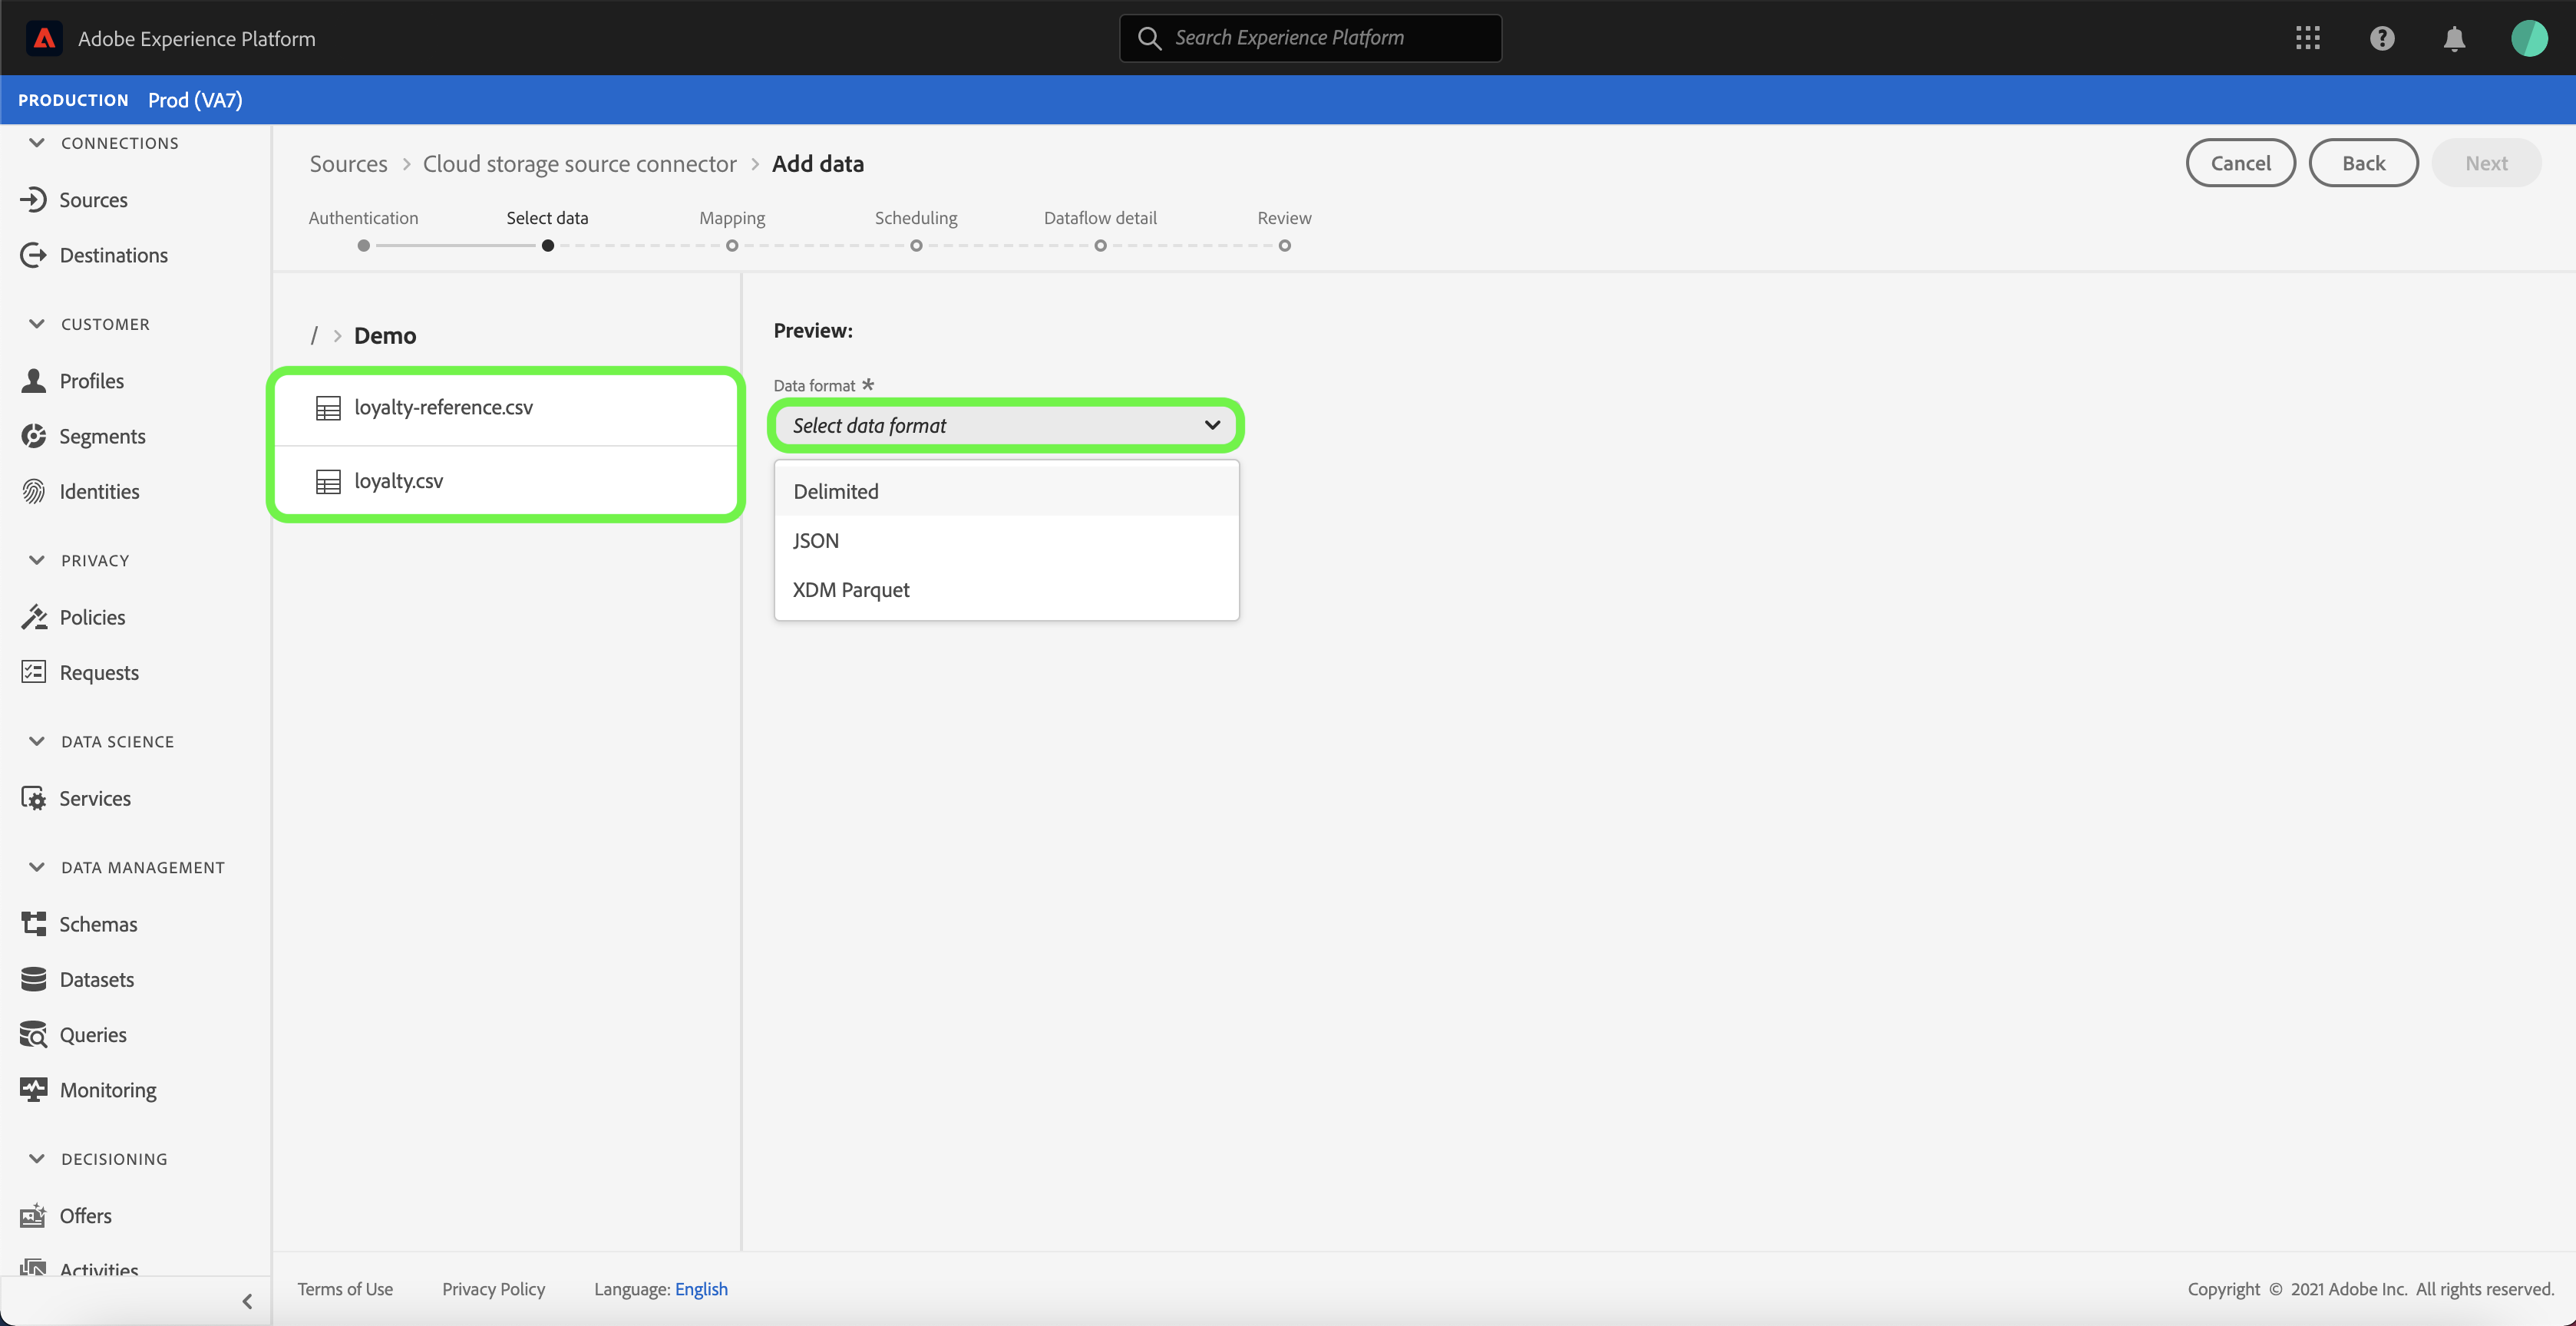 Adobe Experience Platform
Search Experience Platform
PRODUCTION Prod (VA7)
CONNECTIONS
Sources
Destinations
CUSTOMER
Profiles
Segments
Identities
PRIVACY
Policies
Requests
DATA SCIENCE
Services
DATA MANAGEMENT
Schemas
Datasets
Queries
Monitoring
DECISIONING
Offers
Activities
Sources > Cloud storage source connector > Add data
Cancel
Back
Next
Authentication
Select data
Mapping
Scheduling
Dataflow detail
Review
/ > Demo
loyalty-reference.csv
loyalty.csv
Preview:
Data format *
Select data format
Delimited
JSON
XDM Parquet
Terms of Use
Privacy Policy
Language: English
Copyright © 2021 Adobe Inc. All rights reserved.